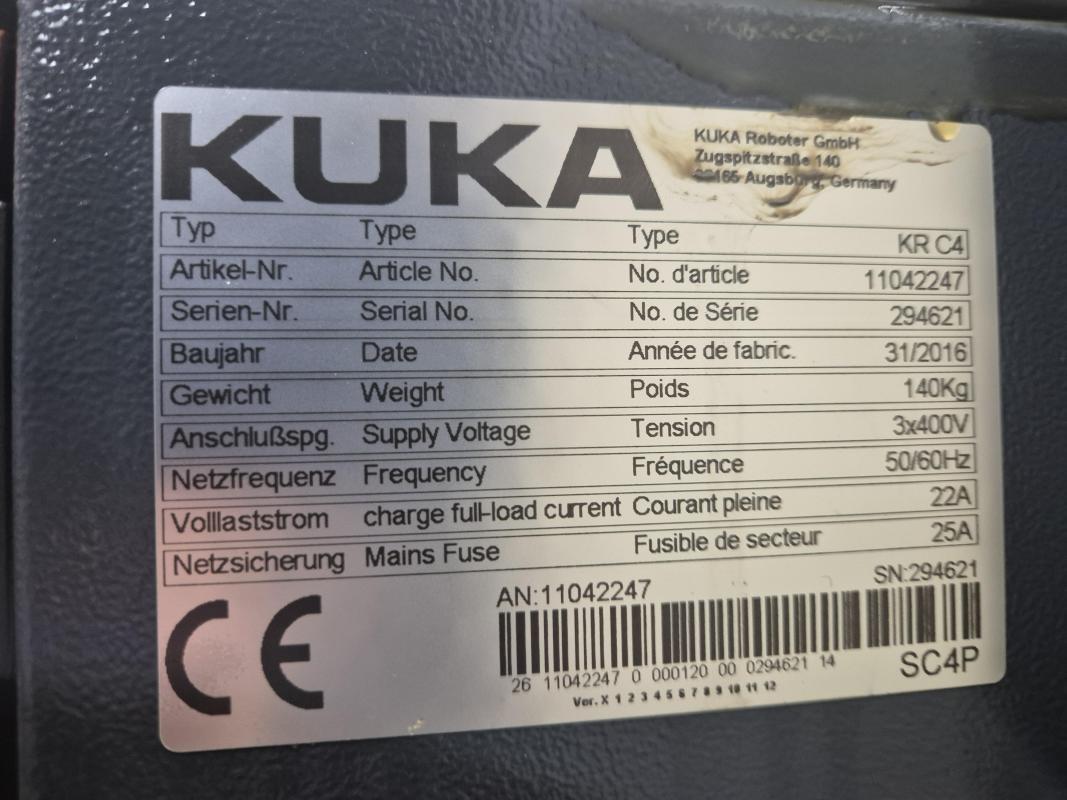 KUKA
KUKA Roboter GmbH
Zugspitzstraße 140
Augsburg, Germany
Typ Type Type KR C4
Artikel-Nr. Article No. No. d'article 11042247
Serien-Nr. Serial No. No. de Série 294621
Baujahr Date Année de fabric. 31/2016
Gewicht Weight Poids 140Kg
Anschlußspg. Supply Voltage Tension 3x400V
Netzfrequenz Frequency Fréquence 50/60Hz
Volllaststrom charge full-load current Courant pleine 22A
Netzsicherung Mains Fuse Fusible de secteur 25A
CE
AN:11042247 SN:294621
26 11042247 0 000120 00 0294621 14
SC4P
Ver. X 1 2 3 4 5 6 7 8 9 10 11 12